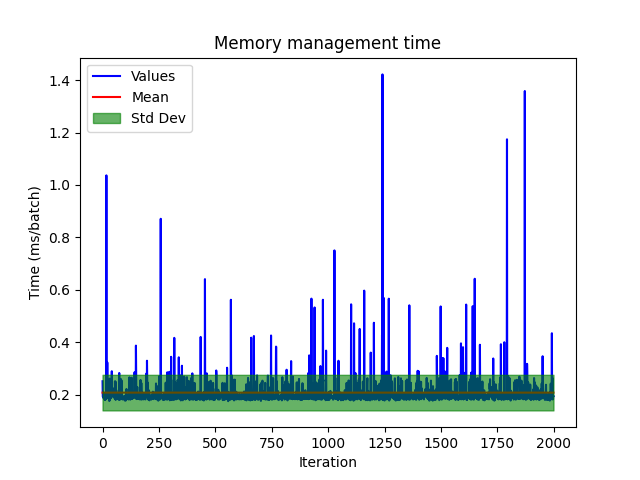 Memory management time
Values
Mean
Std Dev
Time (ms/batch)
1.4
1.2
1.0
0.8
0.6
0.4
0.2
0 250 500 750 1000 1250 1500 1750 2000
Iteration